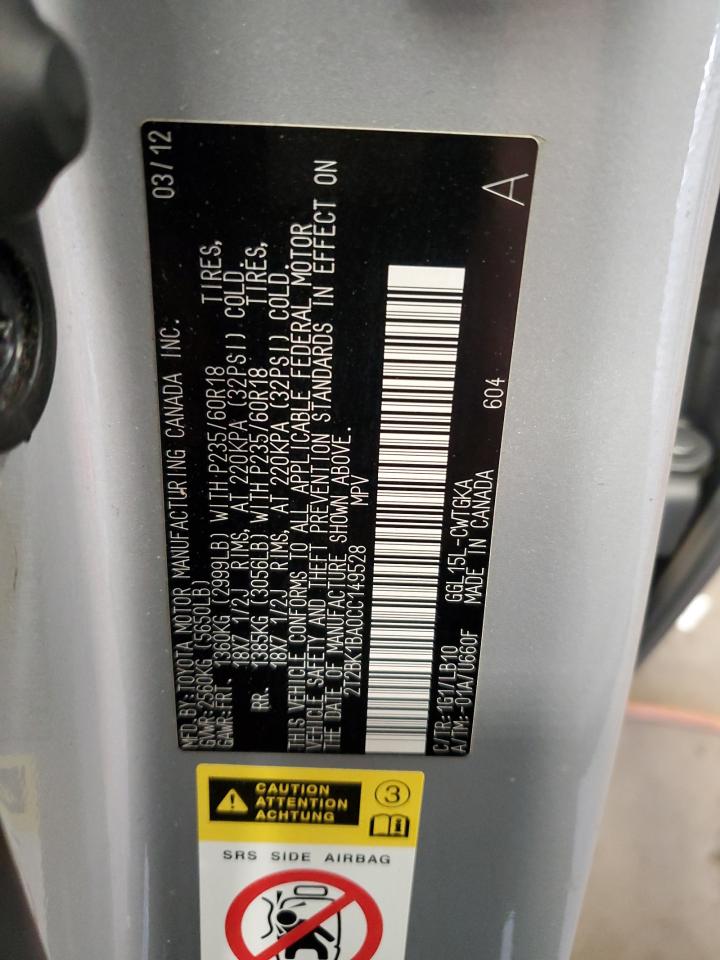 MFD. BY: TOYOTA MOTOR MANUFACTURING CANADA INC. 03/12
GVWR: 2560KG (5650LB)
GAWR: FRT. 1360KG (2999LB) WITH P235/60R18 TIRES,
18X7 1/2J RIMS, AT 220KPA (32PSI) COLD.
RR. 1385KG (3056LB) WITH P235/60R18 TIRES,
18X7 1/2J RIMS, AT 220KPA (32PSI) COLD.
THIS VEHICLE CONFORMS TO ALL APPLICABLE FEDERAL MOTOR
VEHICLE SAFETY AND THEFT PREVENTION STANDARDS IN EFFECT ON
THE DATE OF MANUFACTURE SHOWN ABOVE.
2T2BK1BA0CC149528 MPV
C/TR: 1G1/LB10 GGL15L-CWTGKA
A/TM: -01A/U660F MADE IN CANADA 604 A
CAUTION
ATTENTION
ACHTUNG
3
SRS SIDE AIRBAG